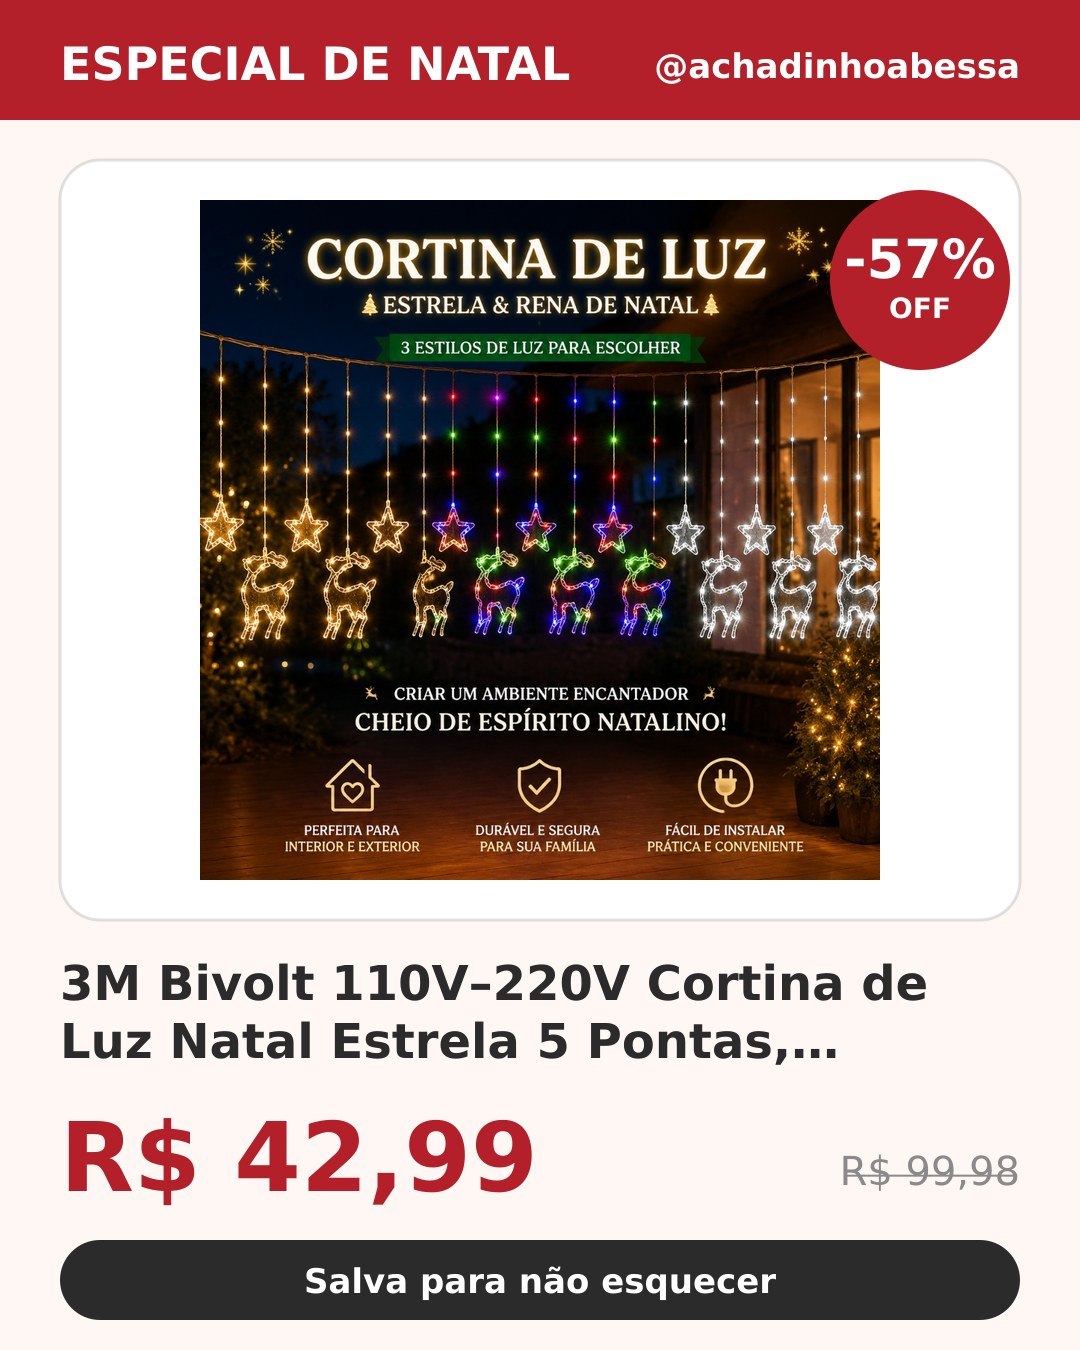 ESPECIAL DE NATAL
@achadinhoabessa
-57%
OFF
CORTINA DE LUZ
ESTRELA & RENA DE NATAL
3 ESTILOS DE LUZ PARA ESCOLHER
CRIAR UM AMBIENTE ENCANTADOR
CHEIO DE ESPÍRITO NATALINO!
PERFEITA PARA
INTERIOR E EXTERIOR
DURÁVEL E SEGURA
PARA SUA FAMÍLIA
FÁCIL DE INSTALAR
PRÁTICA E CONVENIENTE
3M Bivolt 110V–220V Cortina de
Luz Natal Estrela 5 Pontas,...
R$ 42,99
R$ 99,98
Salva para não esquecer